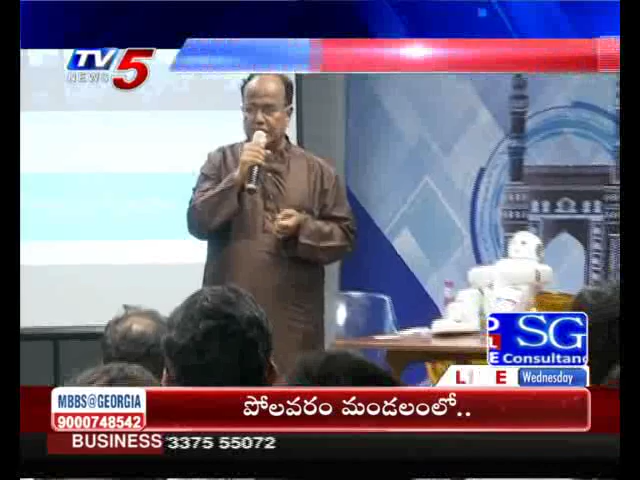 TV5
NEWS
SG
E Consultanc
LIVE Wednesday
MBBS@GEORGIA
9000748542
పోలవరం మండలంలో..
BUSINESS 3375 55072